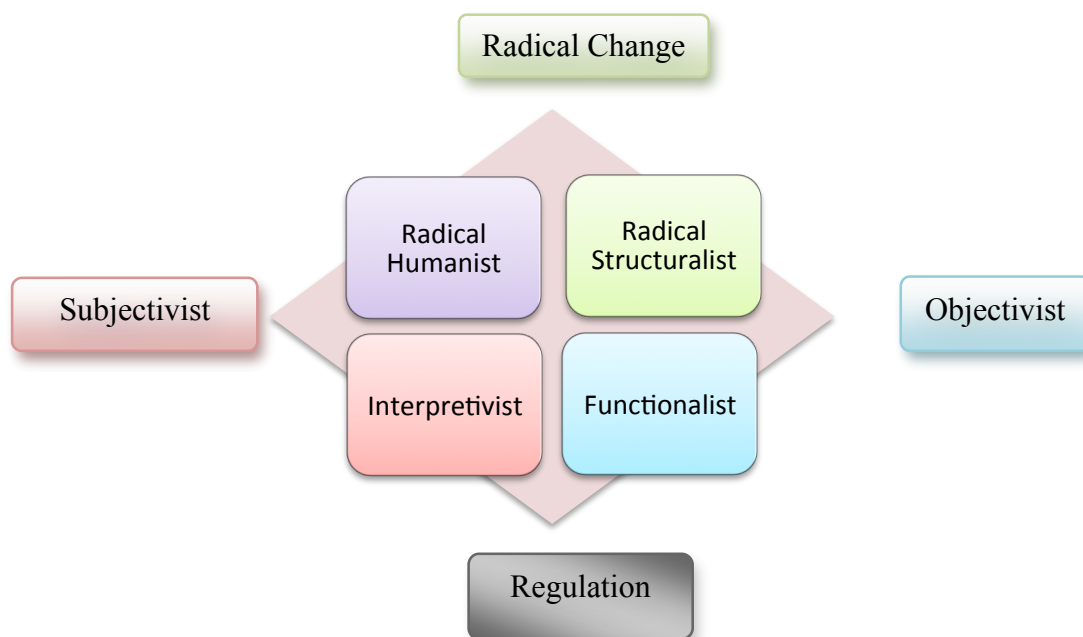 Radical Change
Radical
Humanist
Radical
Structuralist
Subjectivist
Objectivist
Interpretivist
Functionalist
Regulation